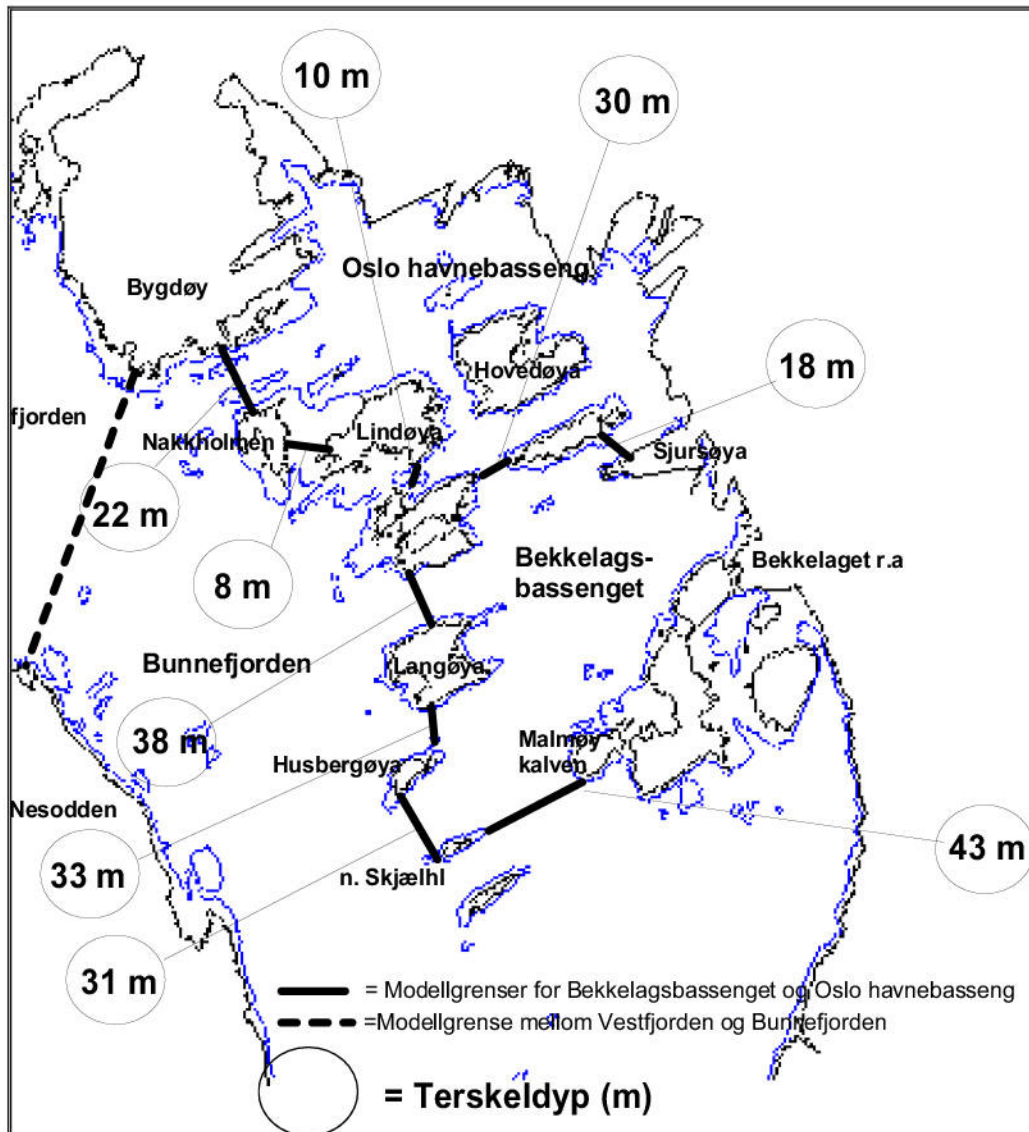 10 m
30 m
Oslo havnebasseng
Bygdøy
18 m
Hovedøya
fjorden
Nakkholmen
Lindøya
Sjursøya
22 m
8 m
Bekkelags-
bassenget
Bekkelaget r.a
Bunnefjorden
Langøya
38 m
Husbergøya
Malmøy
kalven
Nesodden
33 m
43 m
n. Skjælhl
31 m
= Modellgrenser for Bekkelagsbassenget og Oslo havnebasseng
=Modellgrense mellom Vestfjorden og Bunnefjorden
= Terskeldyp (m)